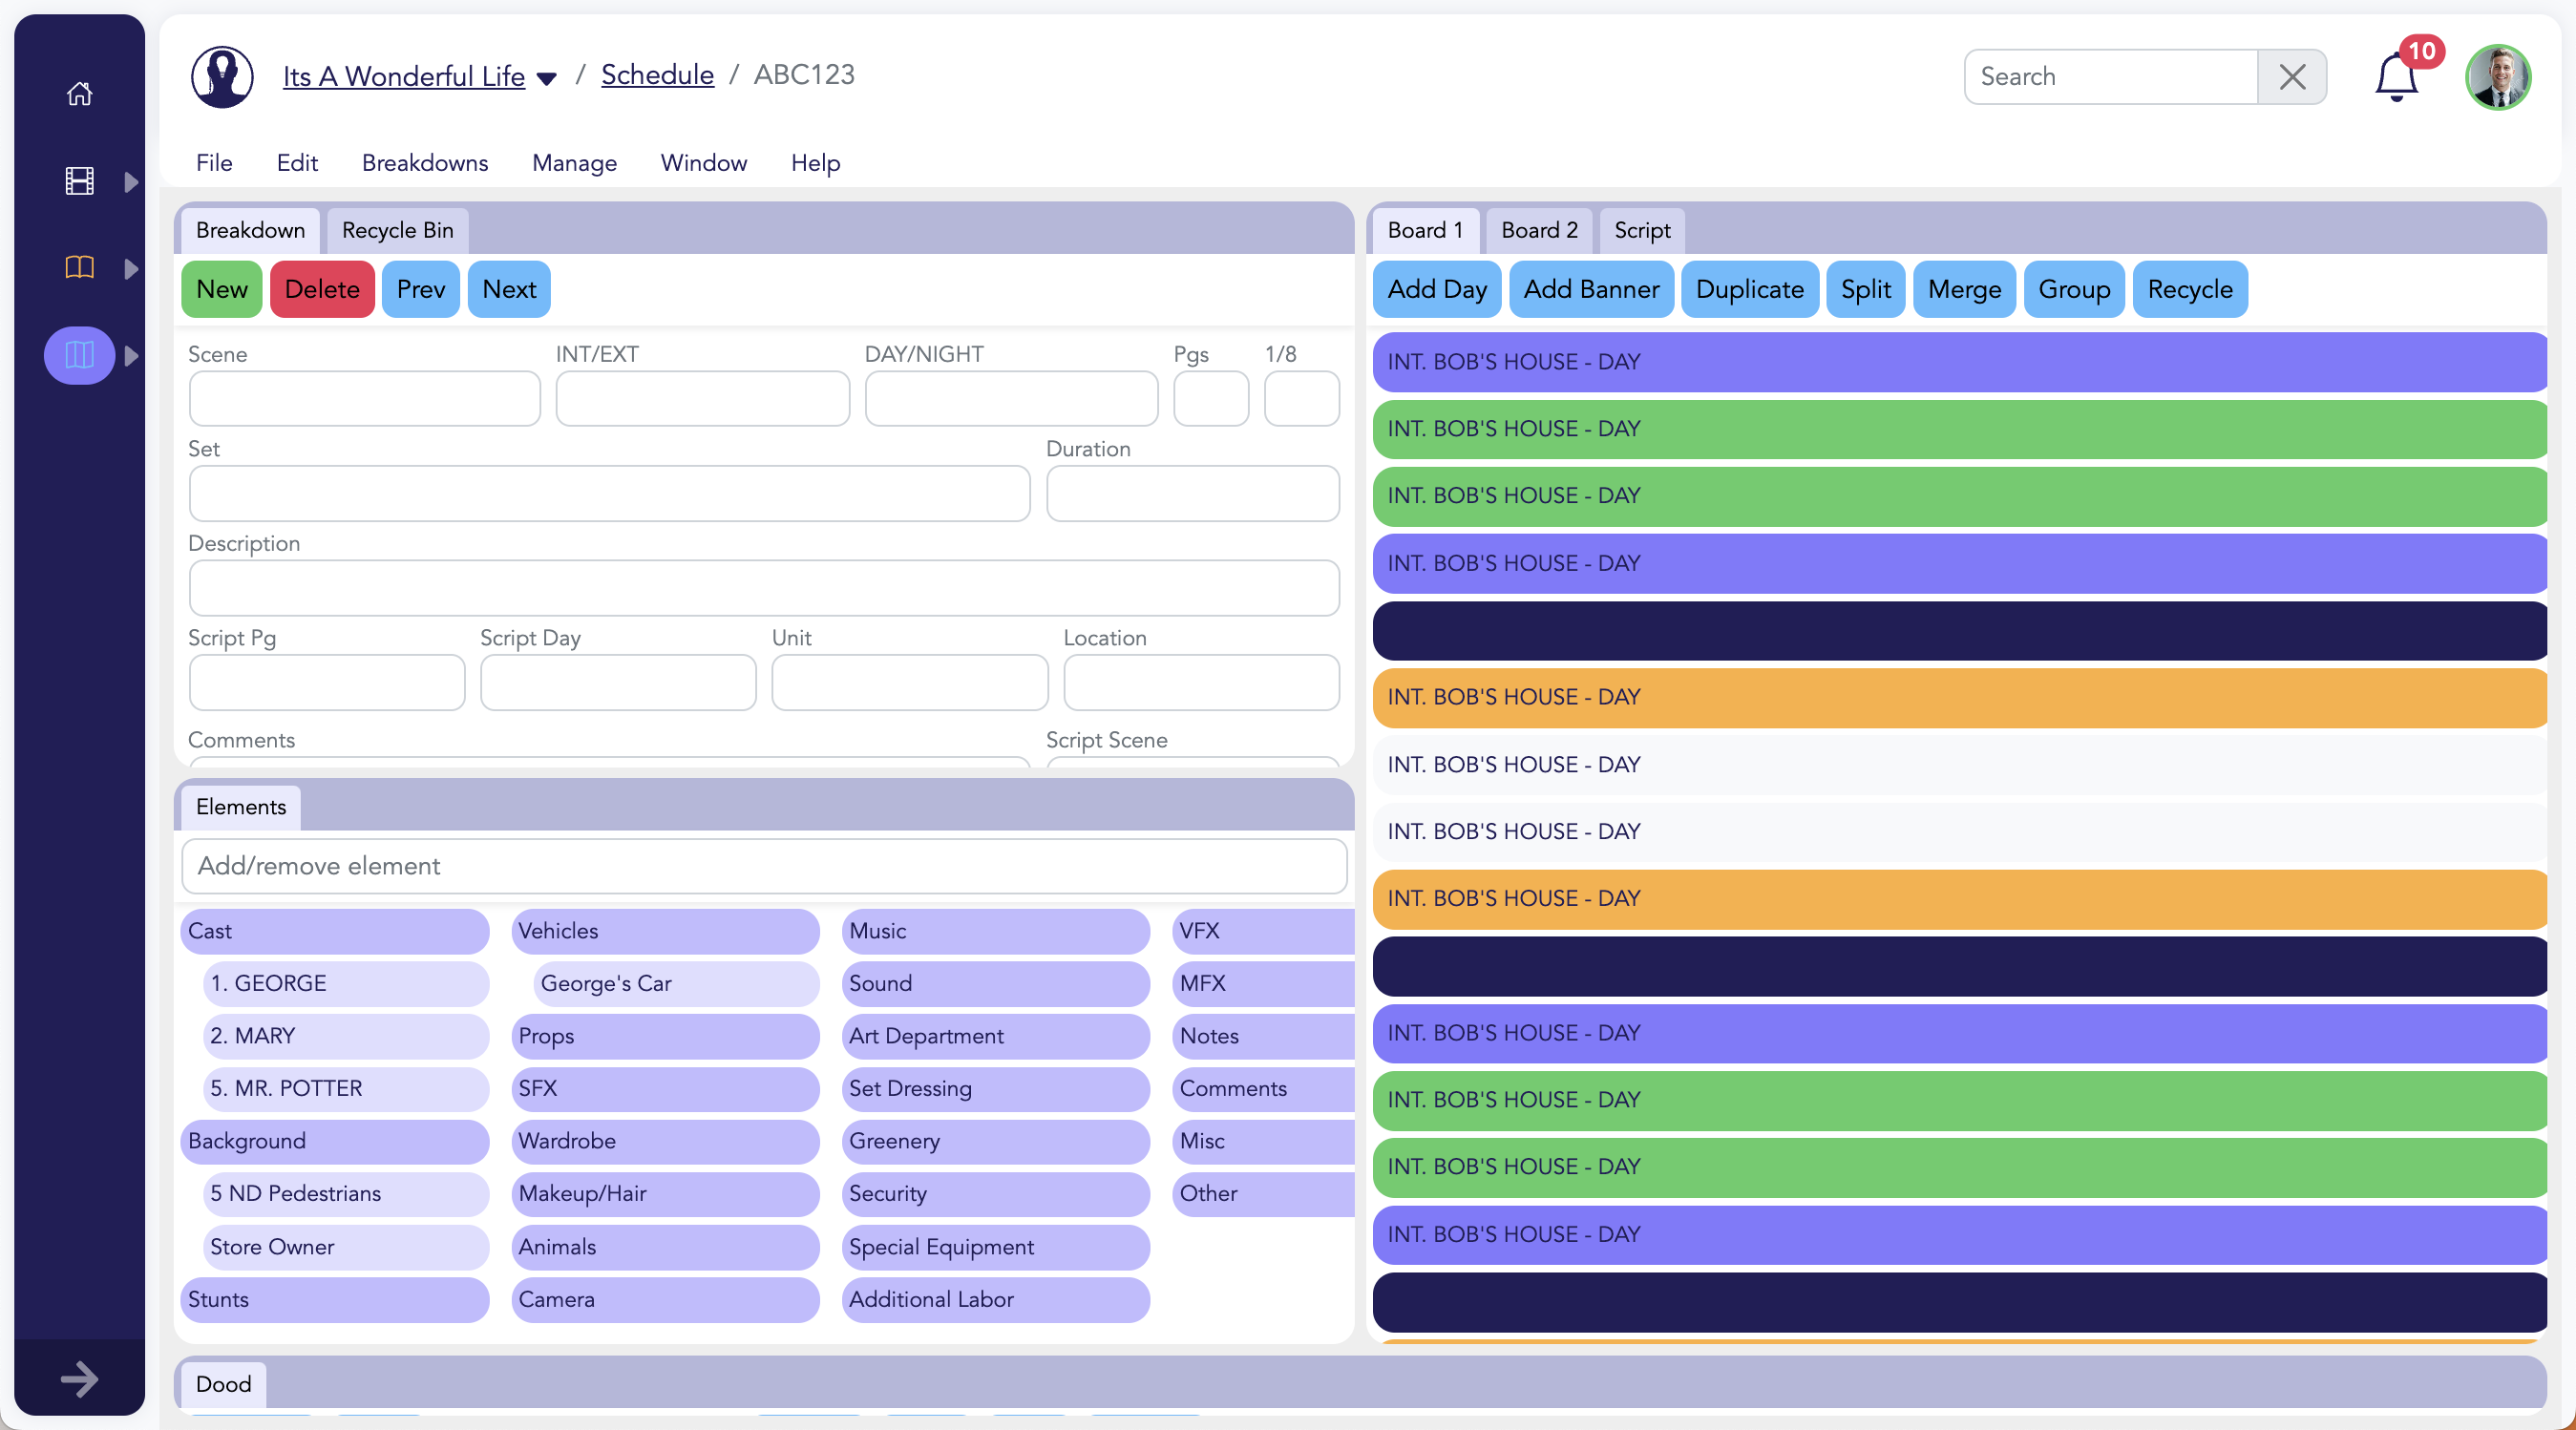 Its A Wonderful Life / Schedule / ABC123
Search
10
File Edit Breakdowns Manage Window Help
Breakdown Recycle Bin
New Delete Prev Next
Scene INT/EXT DAY/NIGHT Pgs 1/8
Set Duration
Description
Script Pg Script Day Unit Location
Comments Script Scene
Elements
Add/remove element
Cast
1. GEORGE
2. MARY
5. MR. POTTER
Background
5 ND Pedestrians
Store Owner
Stunts
Vehicles
George's Car
Props
SFX
Wardrobe
Makeup/Hair
Animals
Camera
Music
Sound
Art Department
Set Dressing
Greenery
Security
Special Equipment
Additional Labor
VFX
MFX
Notes
Comments
Misc
Other
Board 1 Board 2 Script
Add Day Add Banner Duplicate Split Merge Group Recycle
INT. BOB'S HOUSE - DAY
INT. BOB'S HOUSE - DAY
INT. BOB'S HOUSE - DAY
INT. BOB'S HOUSE - DAY
INT. BOB'S HOUSE - DAY
INT. BOB'S HOUSE - DAY
INT. BOB'S HOUSE - DAY
INT. BOB'S HOUSE - DAY
INT. BOB'S HOUSE - DAY
INT. BOB'S HOUSE - DAY
INT. BOB'S HOUSE - DAY
INT. BOB'S HOUSE - DAY
Dood